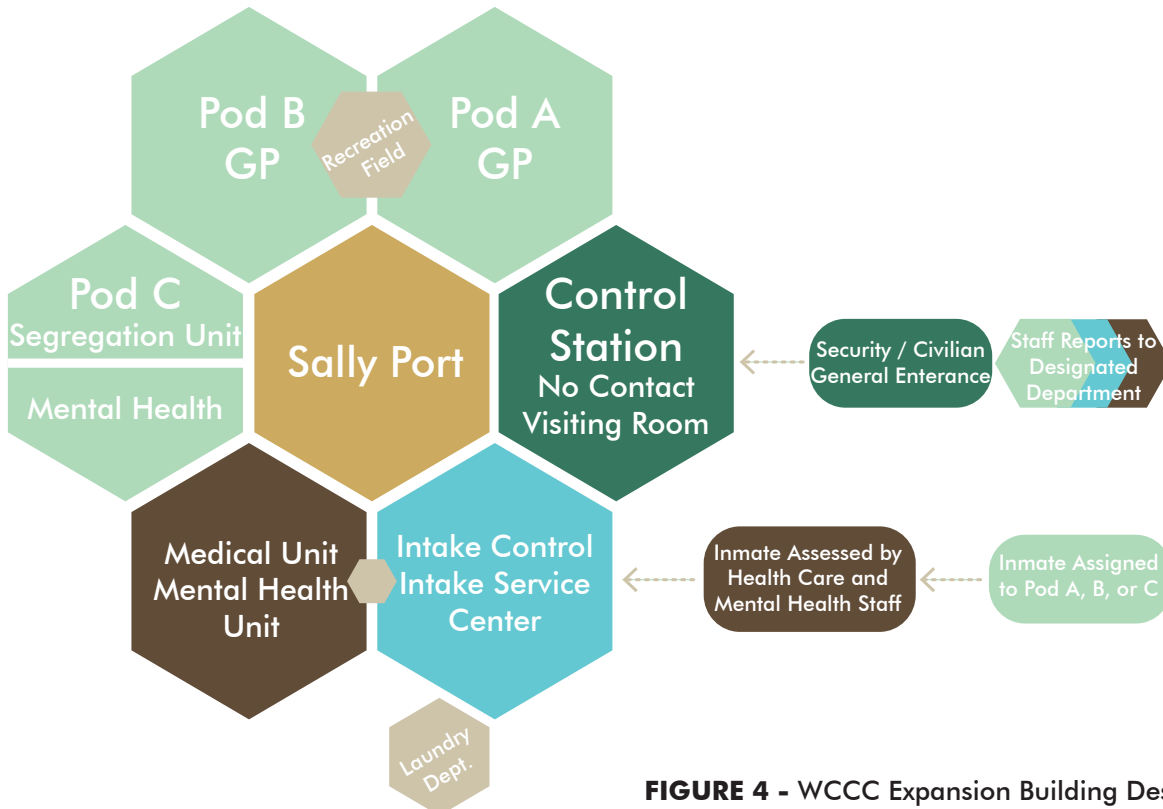 Pod B
GP
Recreation
Field
Pod A
GP
Pod C
Segregation Unit
Mental Health
Sally Port
Control
Station
No Contact
Visiting Room
Security / Civilian
General Enterance
Staff Reports to
Designated
Department
Medical Unit
Mental Health
Unit
Intake Control
Intake Service
Center
Inmate Assessed by
Health Care and
Mental Health Staff
Inmate Assigned
to Pod A, B, or C
Laundry
Dept.
FIGURE 4 - WCCC Expansion Building Des